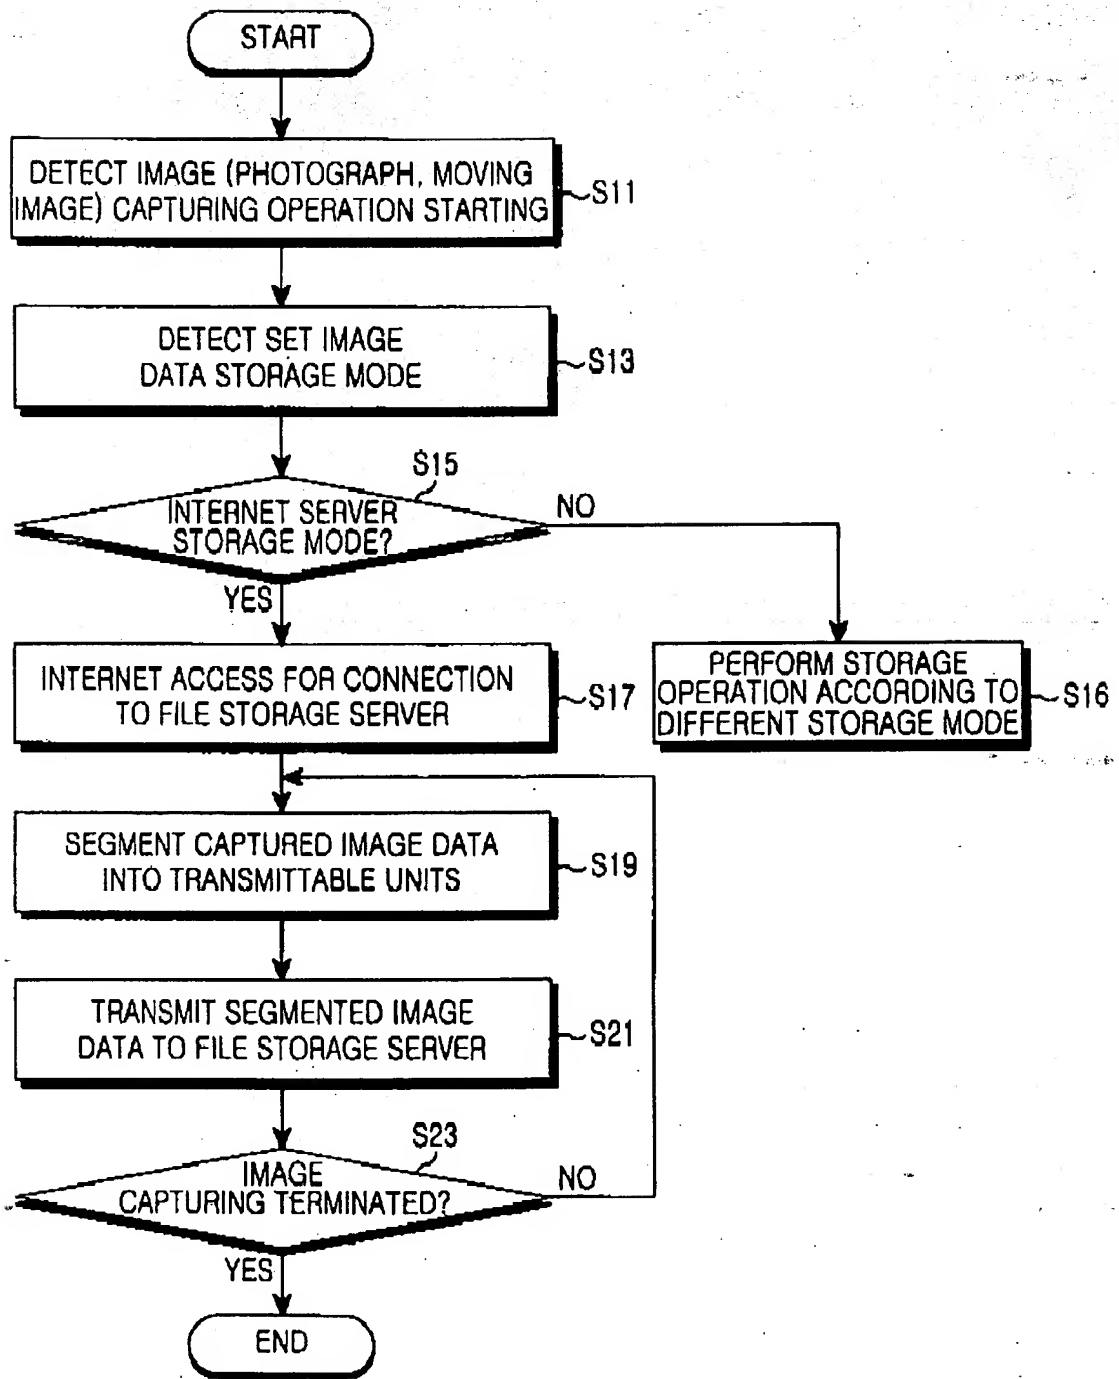 START
DETECT IMAGE (PHOTOGRAPH, MOVING
IMAGE) CAPTURING OPERATION STARTING
S11
DETECT SET IMAGE
DATA STORAGE MODE
S13
S15
INTERNET SERVER
STORAGE MODE?
NO
YES
INTERNET ACCESS FOR CONNECTION
TO FILE STORAGE SERVER
S17
PERFORM STORAGE
OPERATION ACCORDING TO
DIFFERENT STORAGE MODE
S16
SEGMENT CAPTURED IMAGE DATA
INTO TRANSMITTABLE UNITS
S19
TRANSMIT SEGMENTED IMAGE
DATA TO FILE STORAGE SERVER
S21
S23
IMAGE
CAPTURING TERMINATED?
NO
YES
END